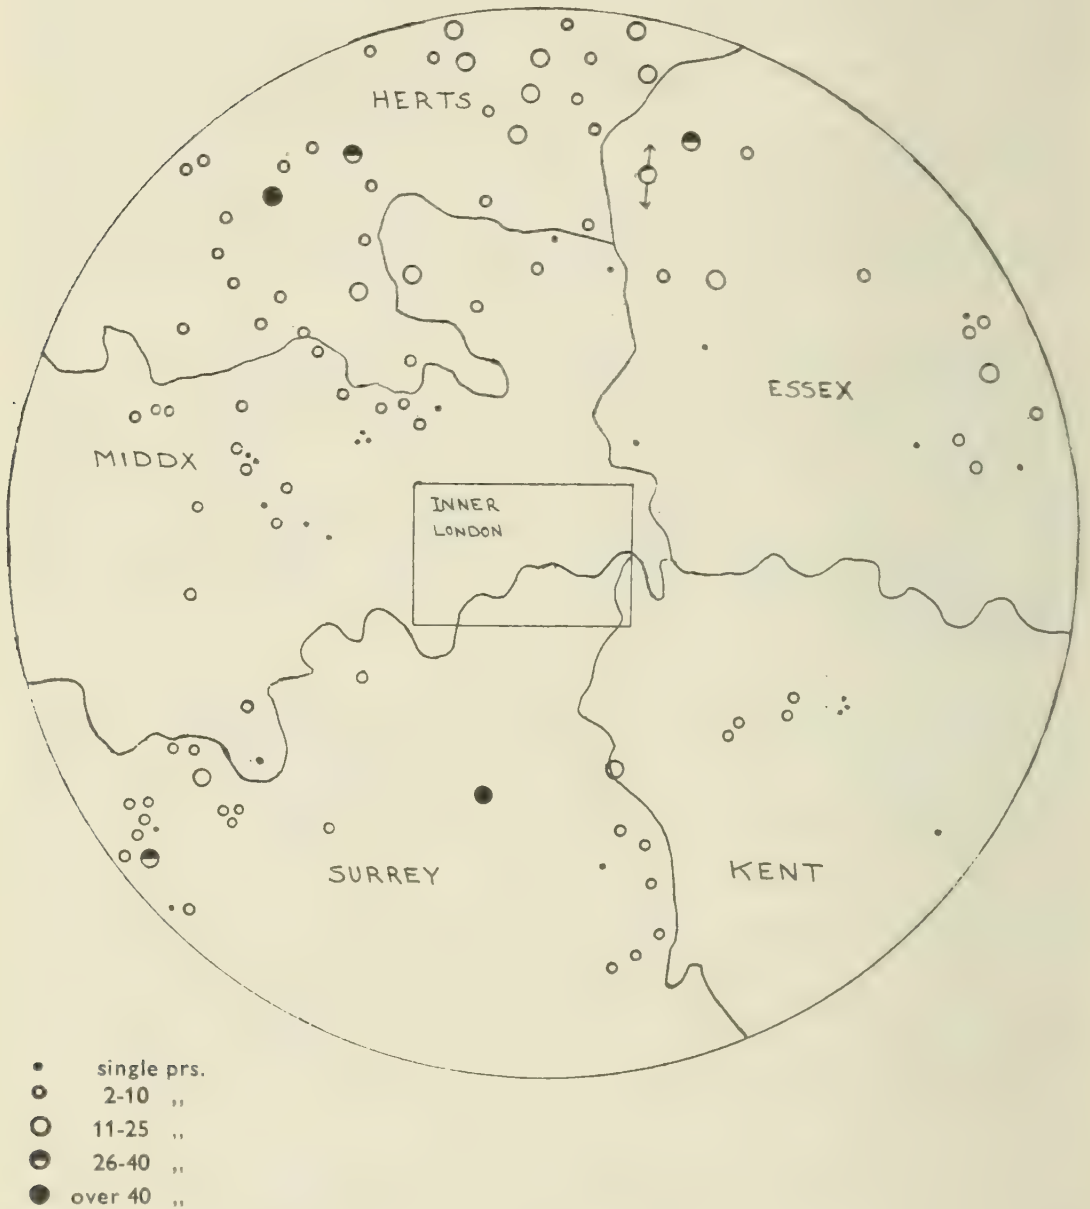 HERTS
ESSEX
MIDDX
INNER
LONDON
SURREY
KENT
single prs.
2-10 ,,
11-25 ,,
26-40 ,,
over 40 ,,